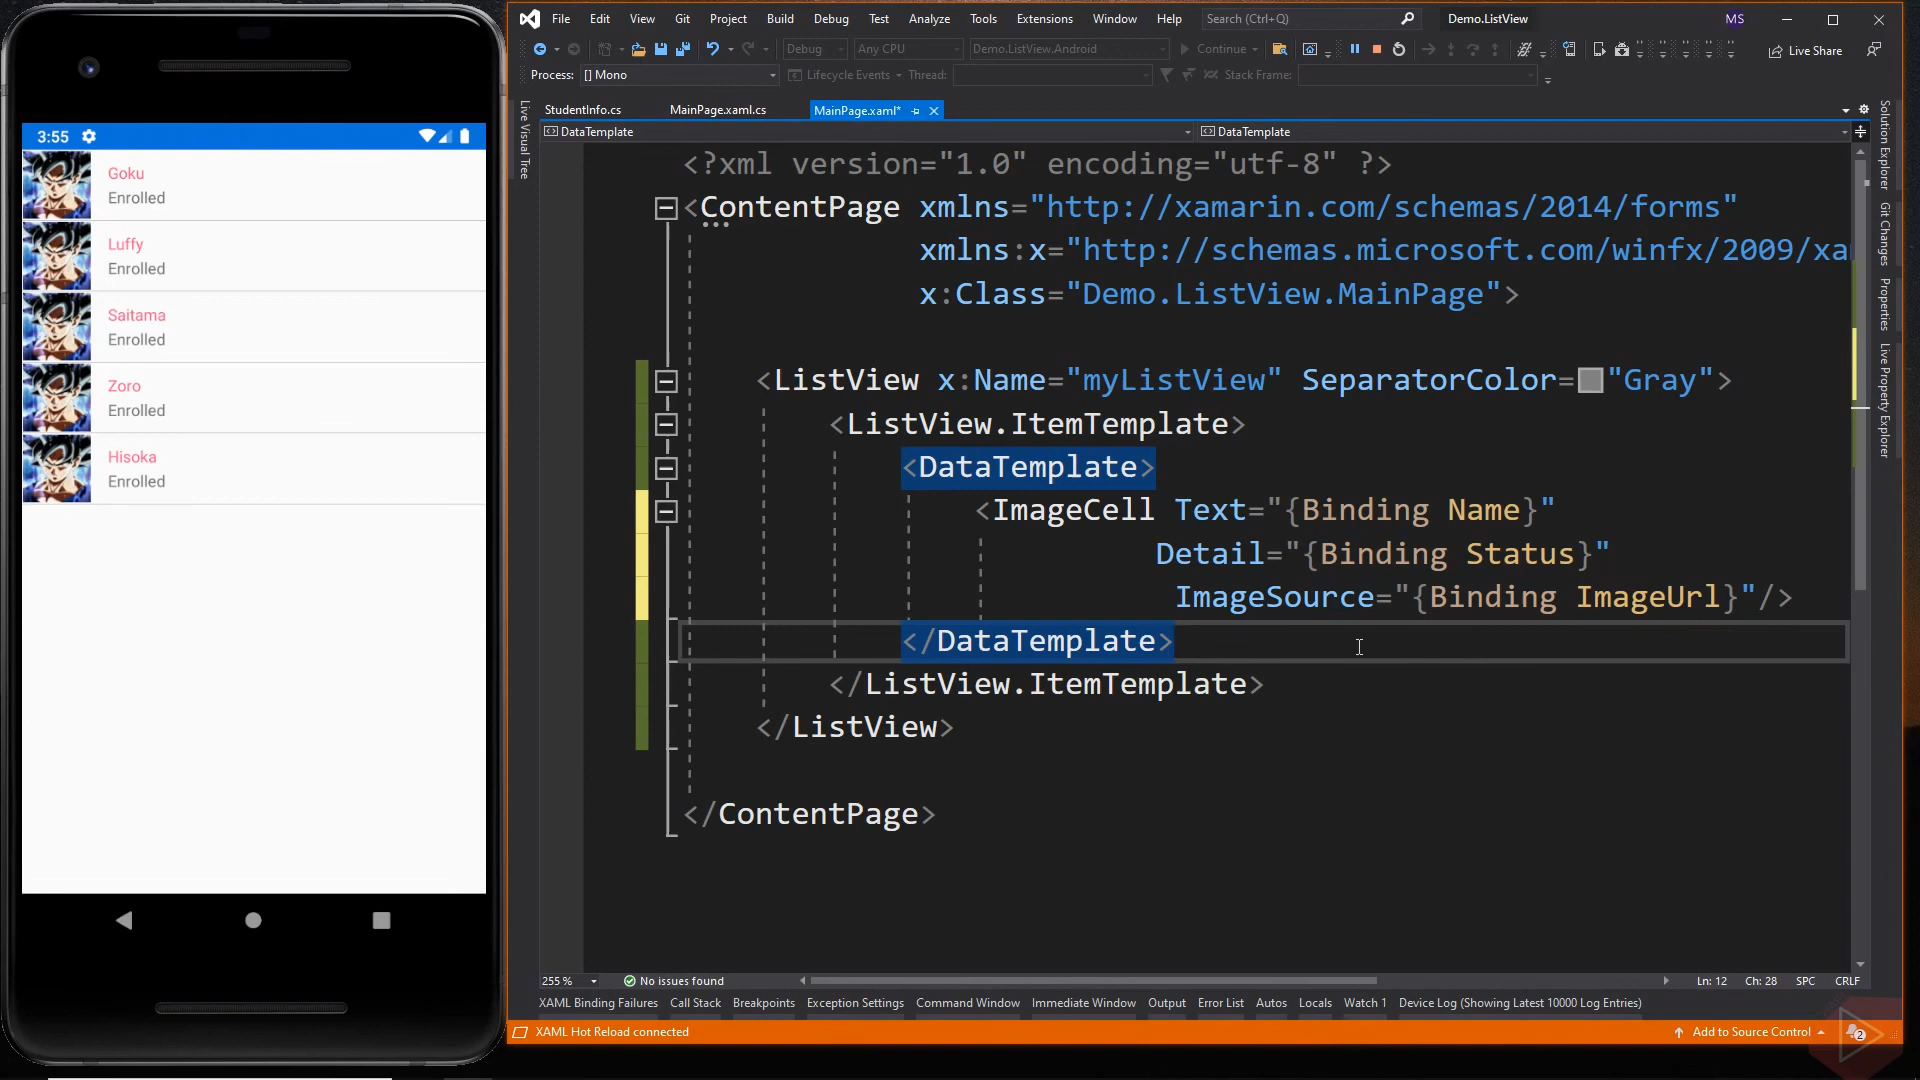 3:55
Goku
Enrolled
Luffy
Enrolled
Saitama
Enrolled
Zoro
Enrolled
Hisoka
Enrolled
File Edit View Git Project Build Debug Test Analyze Tools Extensions Window Help Search (Ctrl+Q) Demo.ListView MS
Debug Any CPU Demo.ListView.Android Continue Live Share
Process: [] Mono Lifecycle Events Thread: Stack Frame:
StudentInfo.cs MainPage.xaml.cs MainPage.xaml*
DataTemplate DataTemplate
Live Visual Tree
<?xml version="1.0" encoding="utf-8" ?>
<ContentPage xmlns="http://xamarin.com/schemas/2014/forms"
xmlns:x="http://schemas.microsoft.com/winfx/2009/xa
x:Class="Demo.ListView.MainPage">
<ListView x:Name="myListView" SeparatorColor="Gray">
<ListView.ItemTemplate>
<DataTemplate>
<ImageCell Text="{Binding Name}"
Detail="{Binding Status}"
ImageSource="{Binding ImageUrl}"/>
</DataTemplate>
</ListView.ItemTemplate>
</ListView>
</ContentPage>
Solution Explorer
Git Changes
Properties
Live Property Explorer
255 % No issues found Ln: 12 Ch: 28 SPC CRLF
XAML Binding Failures Call Stack Breakpoints Exception Settings Command Window Immediate Window Output Error List Autos Locals Watch 1 Device Log (Showing Latest 10000 Log Entries)
XAML Hot Reload connected Add to Source Control 2